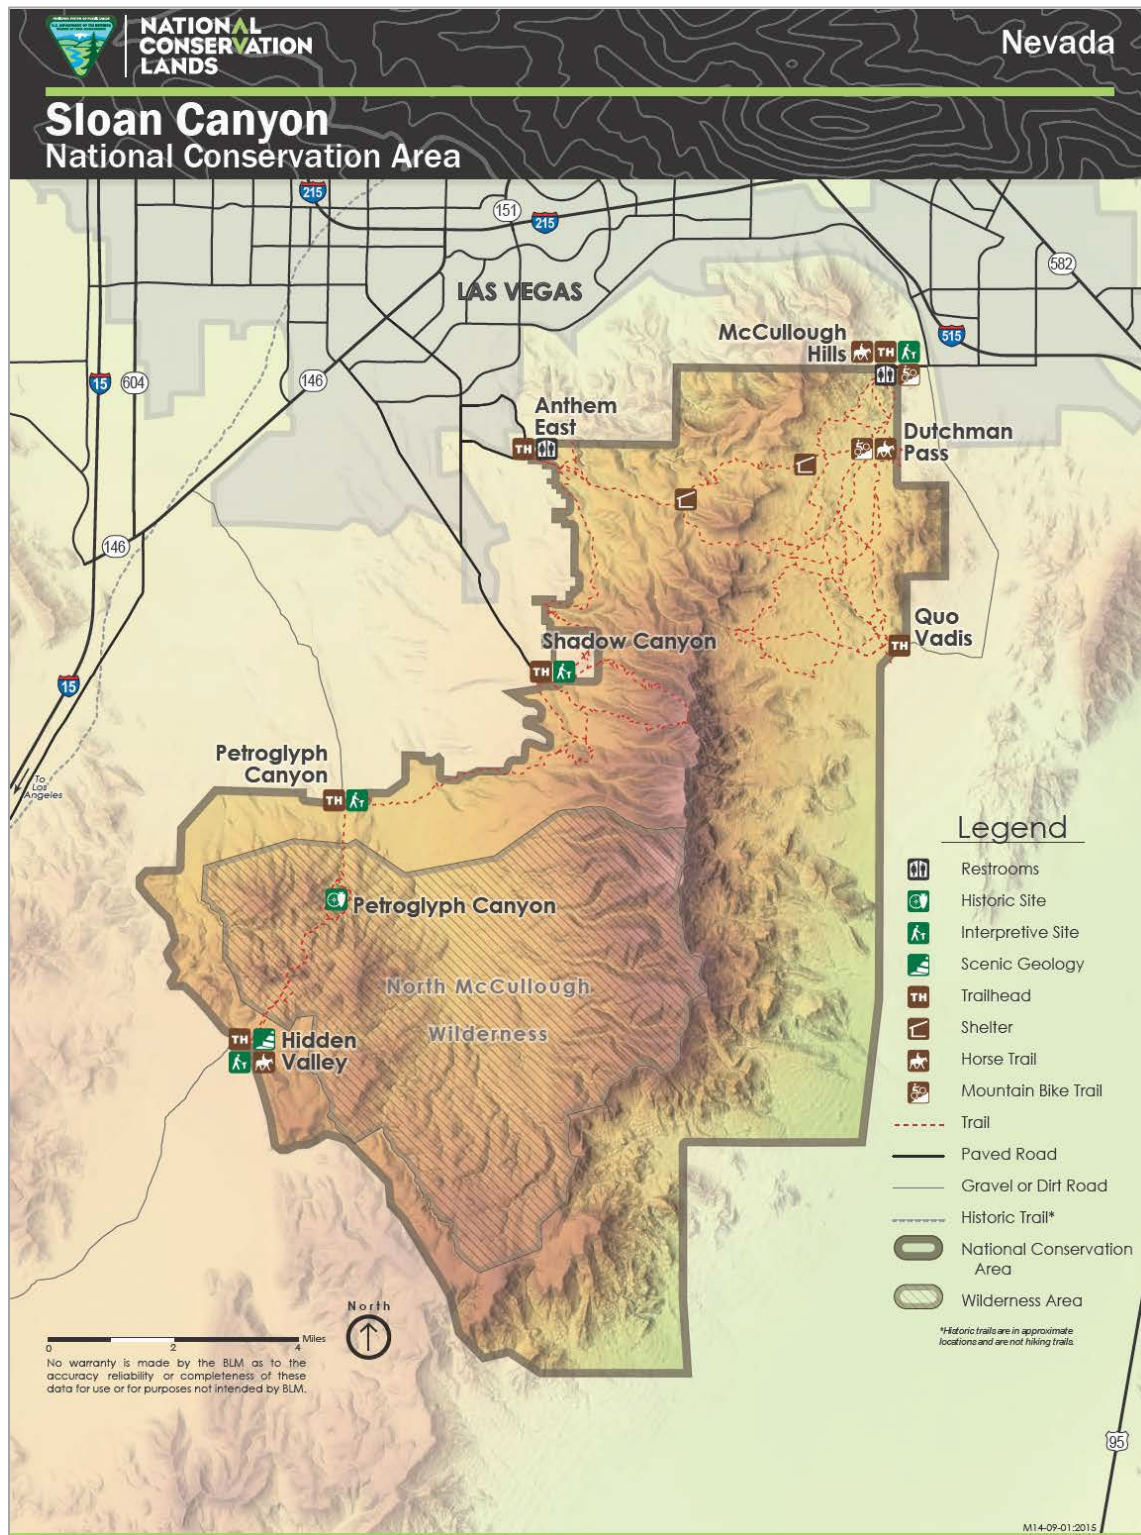 NATIONAL
CONSERVATION
LANDS
Nevada
Sloan Canyon
National Conservation Area
215
151
215
582
LAS VEGAS
McCullough
Hills
TH
515
15
604
146
Anthem
East
TH
Dutchman
Pass
146
Quo
Vadis
TH
Shadow Canyon
TH
15
Petroglyph
Canyon
TH
To
Los
Angeles
Petroglyph Canyon
North McCullough
Wilderness
TH
Hidden
Valley
Legend
Restrooms
Historic Site
Interpretive Site
Scenic Geology
TH Trailhead
Shelter
Horse Trail
Mountain Bike Trail
Trail
Paved Road
Gravel or Dirt Road
Historic Trail*
National Conservation
Area
Wilderness Area
*Historic trails are in approximate
locations and are not hiking trails.
North
Miles
0 2 4
No warranty is made by the BLM as to the
accuracy reliability or completeness of these
data for use or for purposes not intended by BLM.
95
M14-09-01:2015